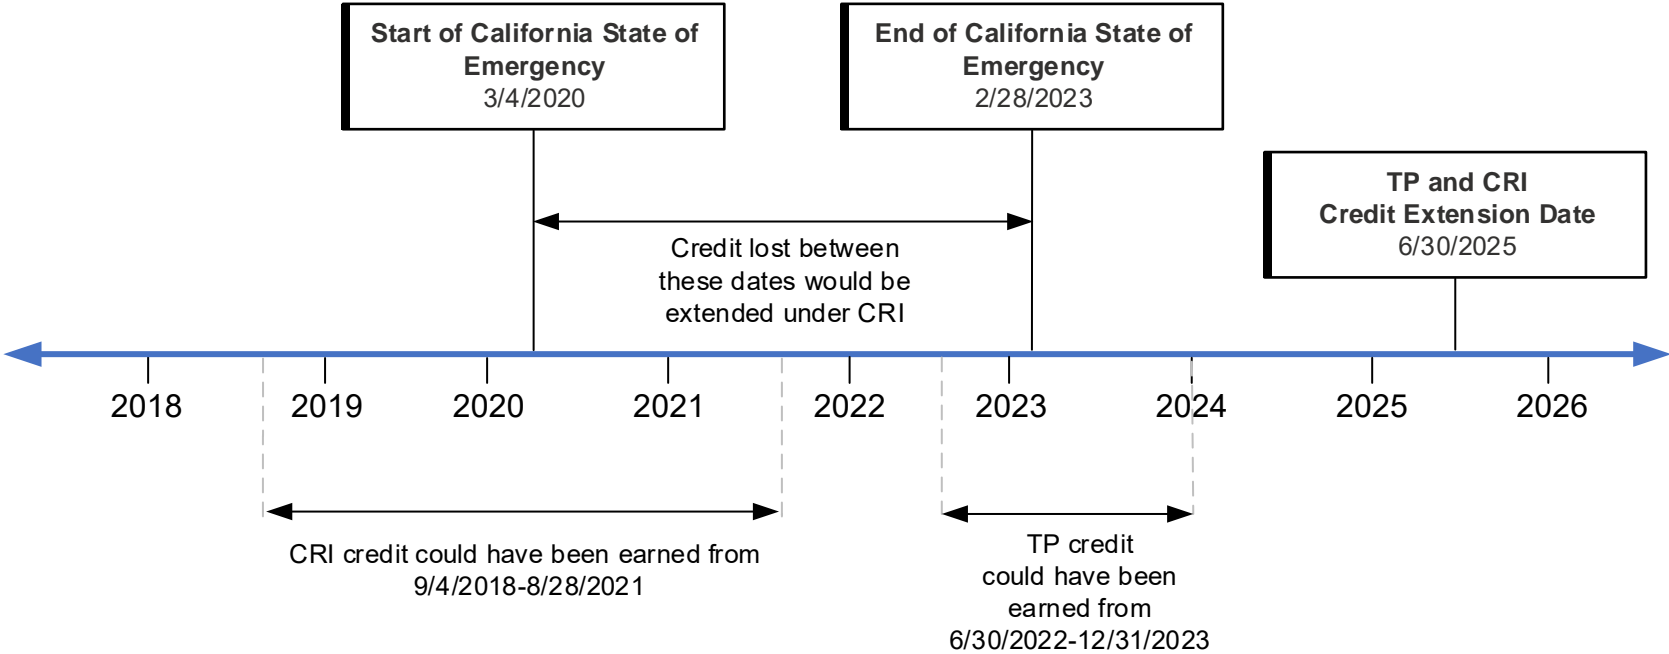 Start of California State of
Emergency
3/4/2020
End of California State of
Emergency
2/28/2023
TP and CRI
Credit Extension Date
6/30/2025
Credit lost between
these dates would be
extended under CRI
2018
2019
2020
2021
2022
2023
2024
2025
2026
CRI credit could have been earned from
9/4/2018-8/28/2021
TP credit
could have been
earned from
6/30/2022-12/31/2023